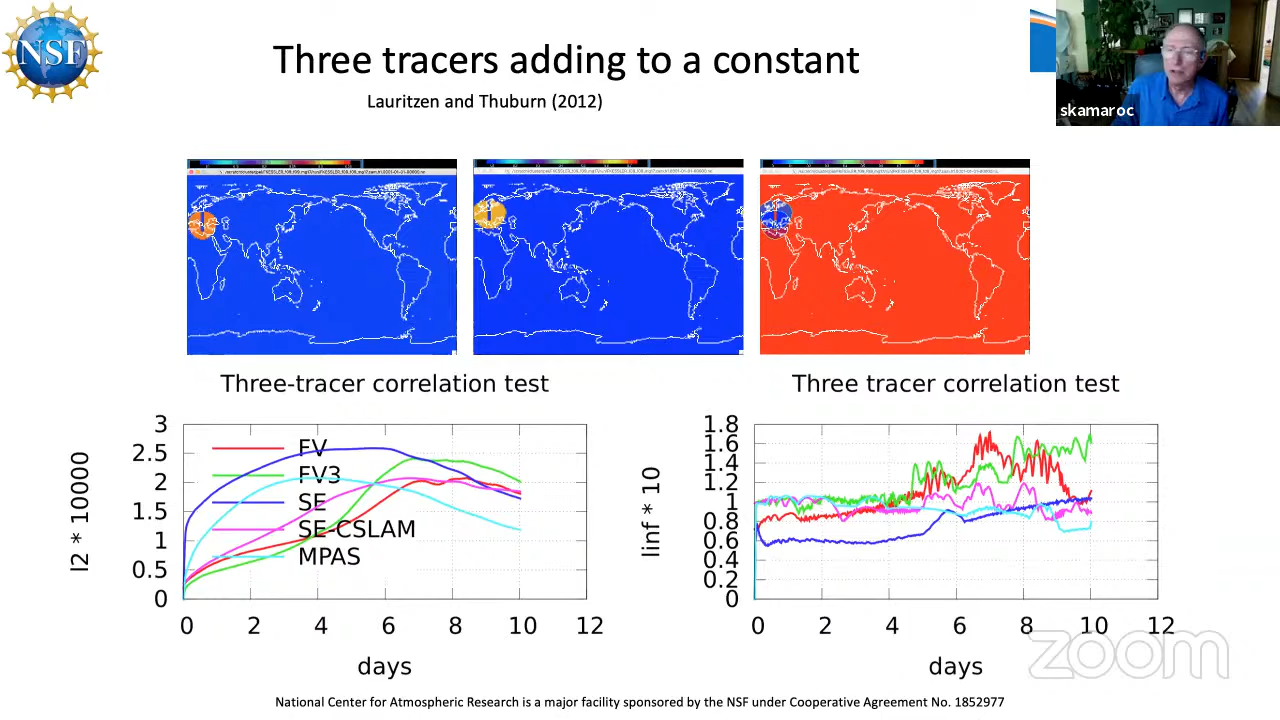 NSF
Three tracers adding to a constant
Lauritzen and Thuburn (2012)
skamaroc
Three-tracer correlation test
3
2.5
2
1.5
1
0.5
0
l2 * 10000
FV
FV3
SE
SE-CSLAM
MPAS
0 2 4 6 8 10 12
days
Three tracer correlation test
1.8
1.6
1.4
1.2
1
0.8
0.6
0.4
0.2
0
linf * 10
0 2 4 6 8 10 12
days
zoom
National Center for Atmospheric Research is a major facility sponsored by the NSF under Cooperative Agreement No. 1852977